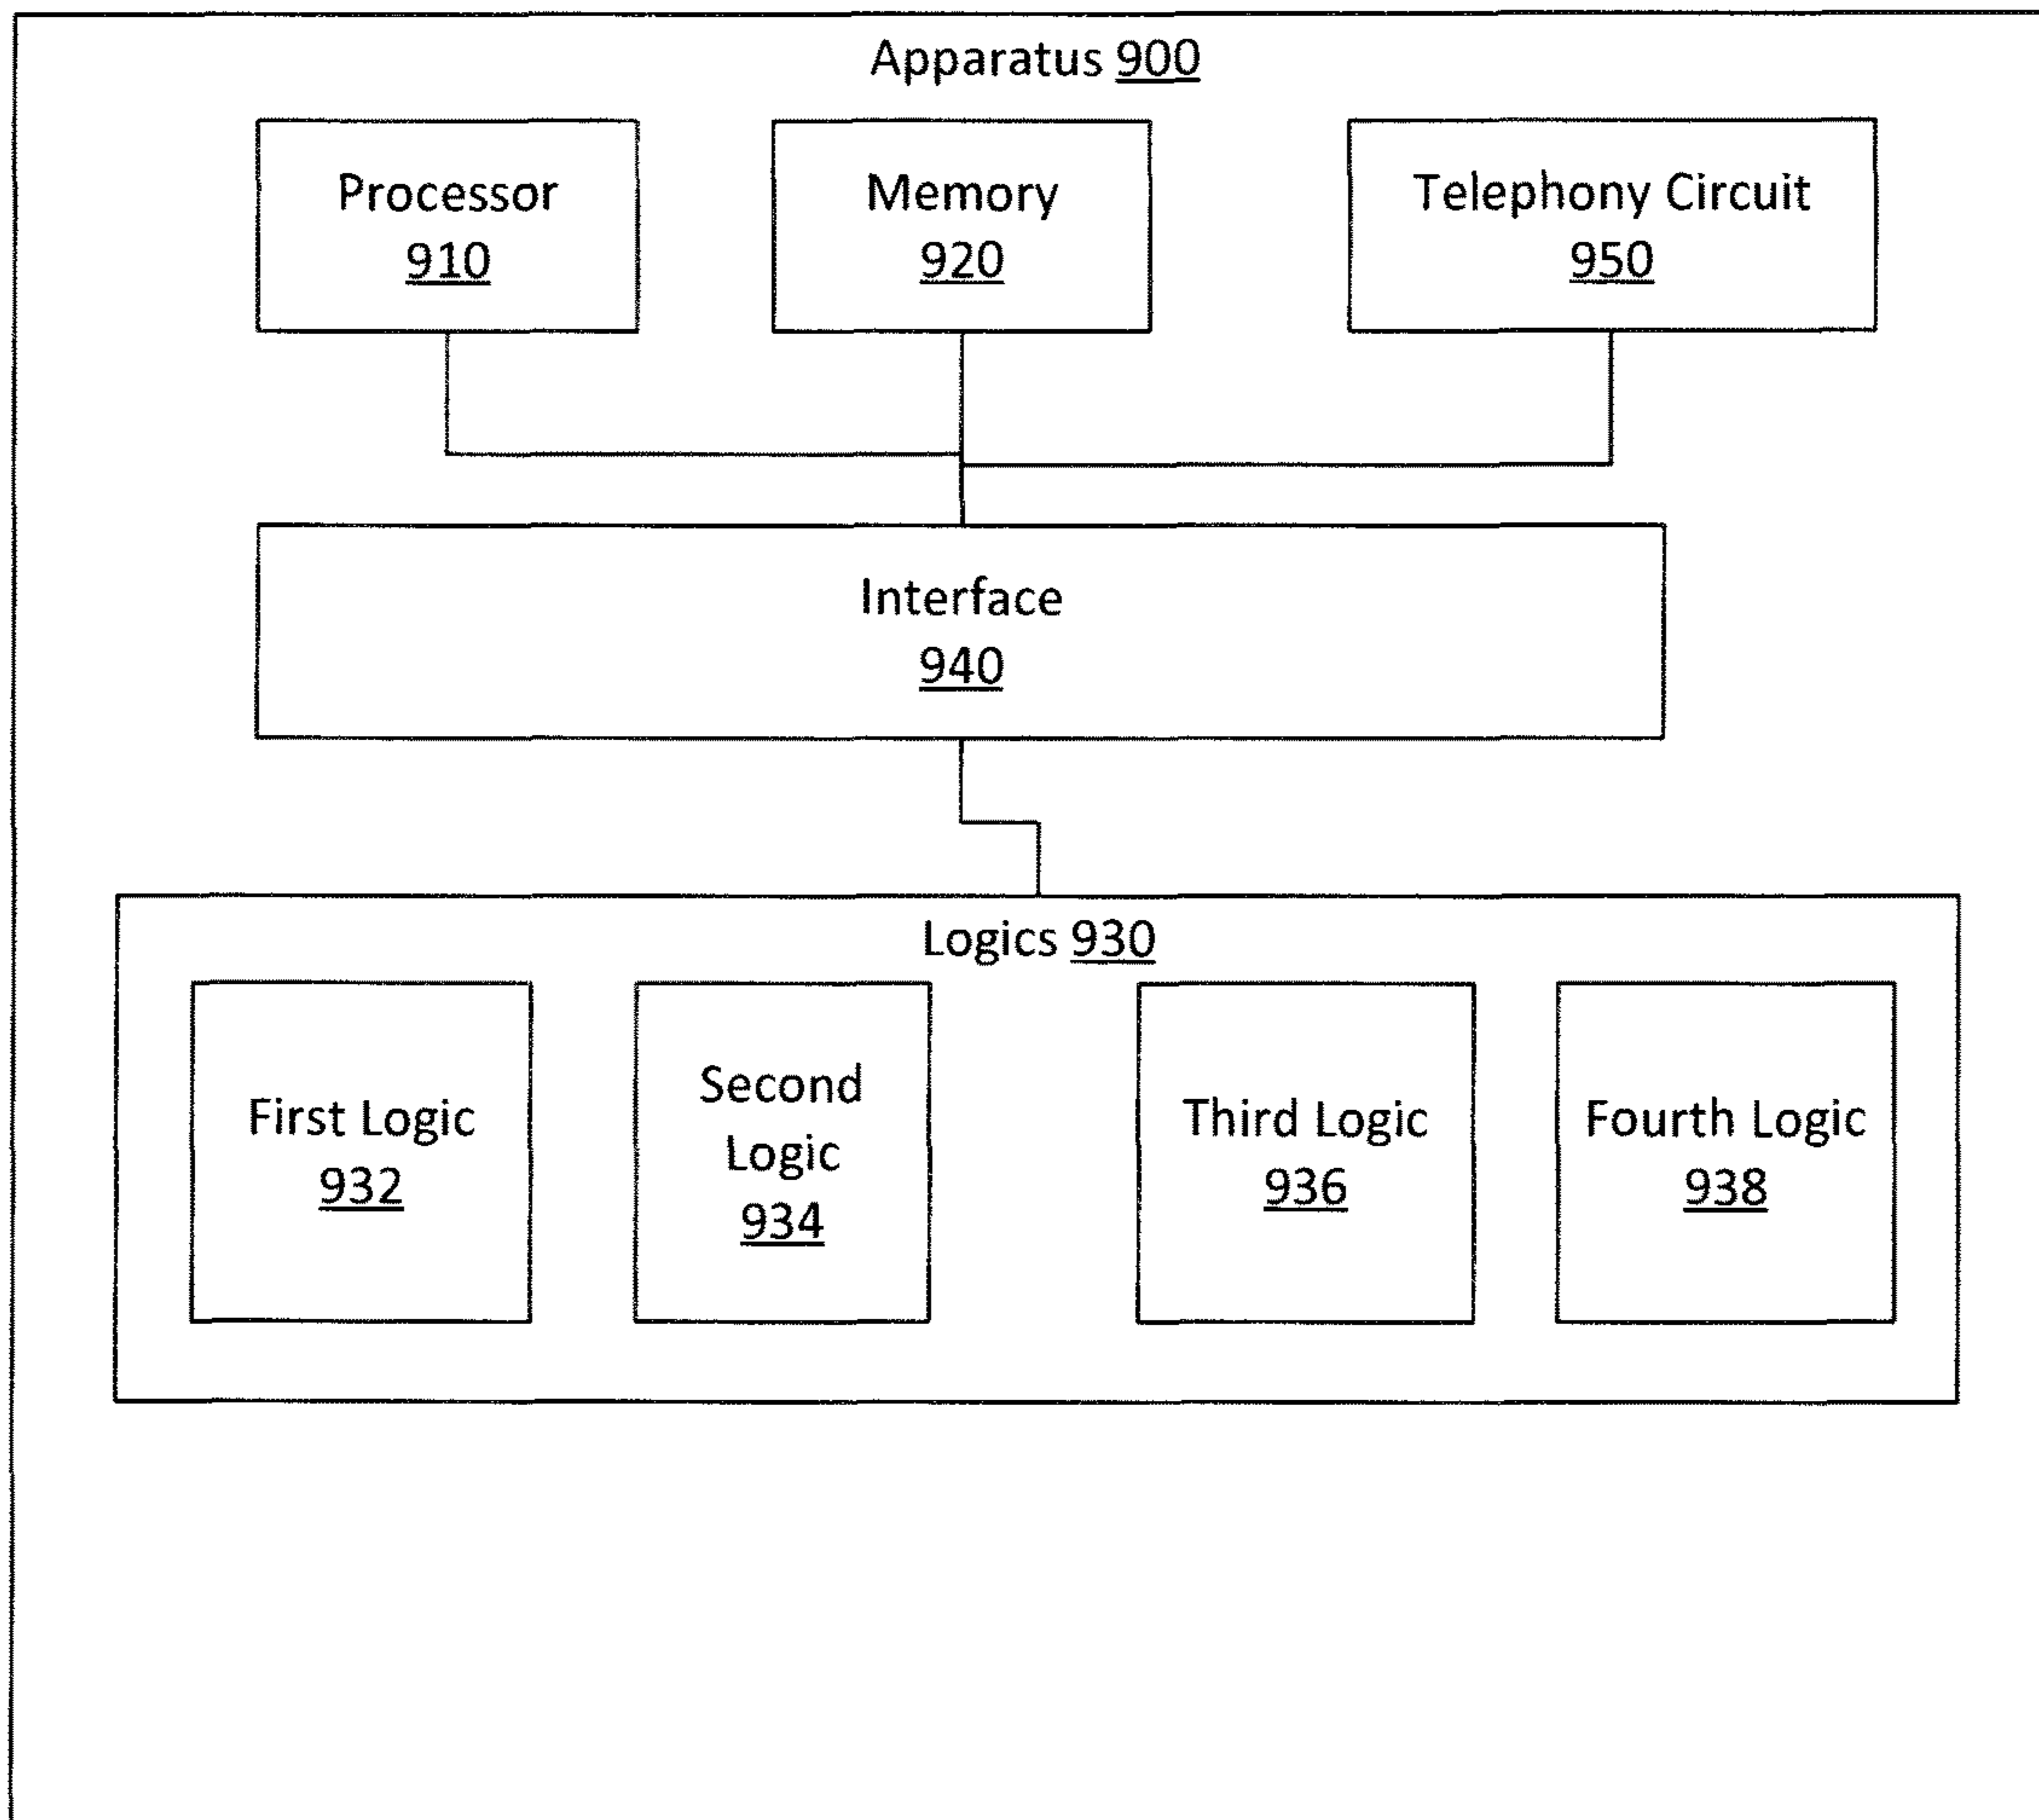 Apparatus 900
Processor
910
Memory
920
Telephony Circuit
950
Interface
940
Logics 930
First Logic
932
Second
Logic
934
Third Logic
936
Fourth Logic
938